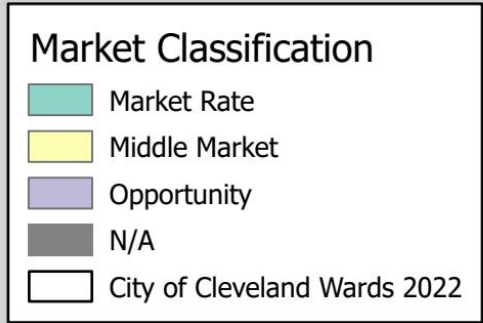 Market Classification
Market Rate
Middle Market
Opportunity
N/A
City of Cleveland Wards 2022